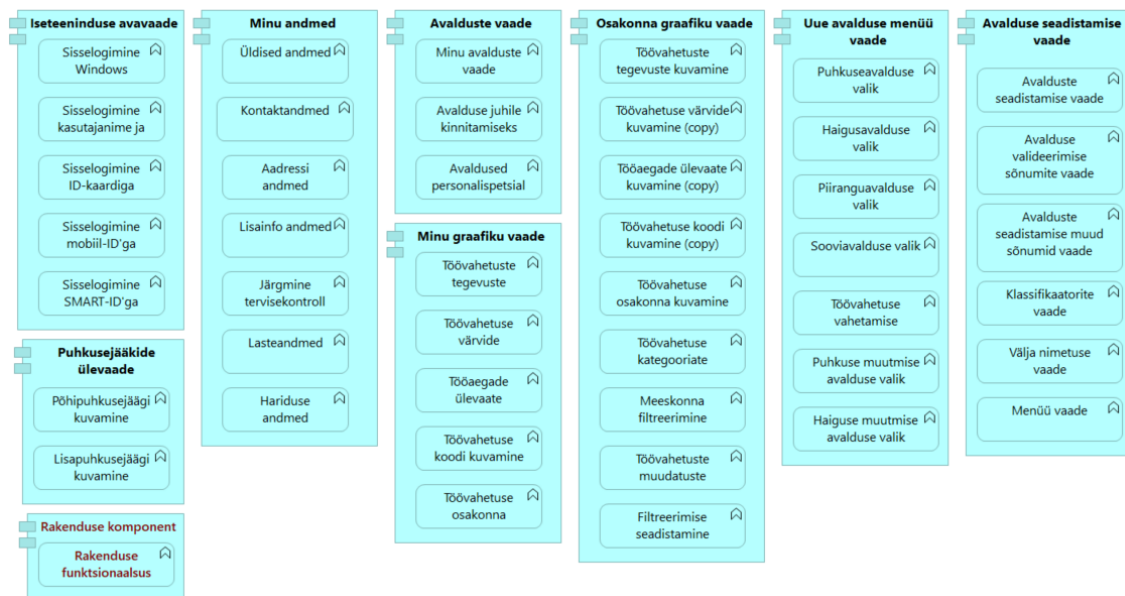 Iseteeninduse avavaade
Sisselogimine
Windows
Sisselogimine
kasutajanime ja
Sisselogimine
ID-kaardiga
Sisselogimine
mobiil-ID'ga
Sisselogimine
SMART-ID'ga
Puhkusejääkide
ülevaade
Põhipuhkusejäägi
kuvamine
Lisapuhkusejäägi
kuvamine
Rakenduse komponent
Rakenduse
funktsionaalsus
Minu andmed
Üldised andmed
Kontaktandmed
Aadressi
andmed
Lisainfo andmed
Järgmine
tervisekontroll
Lasteandmed
Hariduse
andmed
Avalduste vaade
Minu avalduste
vaade
Avalduse juhile
kinnitamiseks
Avaldused
personalispetsial
Minu graafiku vaade
Töövahetuste
tegevuste
Töövahetuse
värvide
Tööaegade
ülevaate
Töövahetuse
koodi kuvamine
Töövahetuse
osakonna
Osakonna graafiku vaade
Töövahetuste
tegevuste kuvamine
Töövahetuse värvide
kuvamine (copy)
Tööaegade ülevaate
kuvamine (copy)
Töövahetuse koodi
kuvamine (copy)
Töövahetuse
osakonna kuvamine
Töövahetuse
kategooriate
Meeskonna
filtreerimine
Töövahetuste
muudatuste
Filtreerimise
seadistamine
Uue avalduse menüü
vaade
Puhkuseavalduse
valik
Haigusavalduse
valik
Piiranguavalduse
valik
Sooviavalduse valik
Töövahetuse
vahetamise
Puhkuse muutmise
avalduse valik
Haiguse muutmise
avalduse valik
Avalduse seadistamise
vaade
Avalduste
seadistamise vaade
Avalduse
valideerimise
sõnumite vaade
Avalduste
seadistamise muud
sõnumid vaade
Klassifikaatorite
vaade
Välja nimetuse
vaade
Menüü vaade